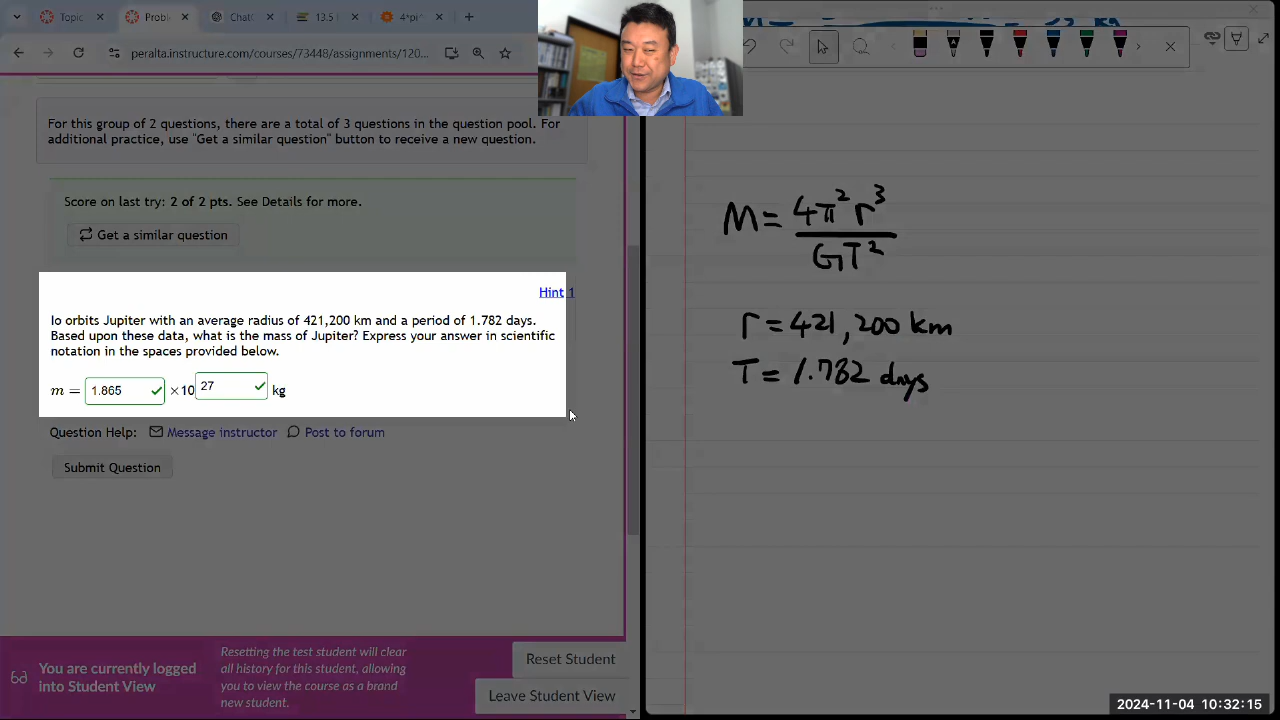 Topic
Probl
Chat
13.5
4*pi
peralta.instructure.com/courses/73448/assignments/120...
For this group of 2 questins, there are a total of 3 questions in the question pool. For
additional practice, use "Get a similar question" button to receive a new question.
Score on last try: 2 of 2 pts. See Details for more.
Get a similar question
Hint 1
Io orbits Jupiter with an average radius of 421,200 km and a period of 1.782 days.
Based upon these data, what is the mass of Jupiter? Express your answer in scientific
notation in the spaces provided below.
m = 1.865 ×10 27 kg
Question Help: Message instructor Post to forum
Submit Question
You are currently logged
into Student View
Resetting the test student will clear
all history for this student, allowing
you to view the course as a brand
new student.
Reset Student
Leave Student View
M = 4π² r³ / GT²
r = 421,200 km
T = 1.782 days
2024-11-04 10:32:15